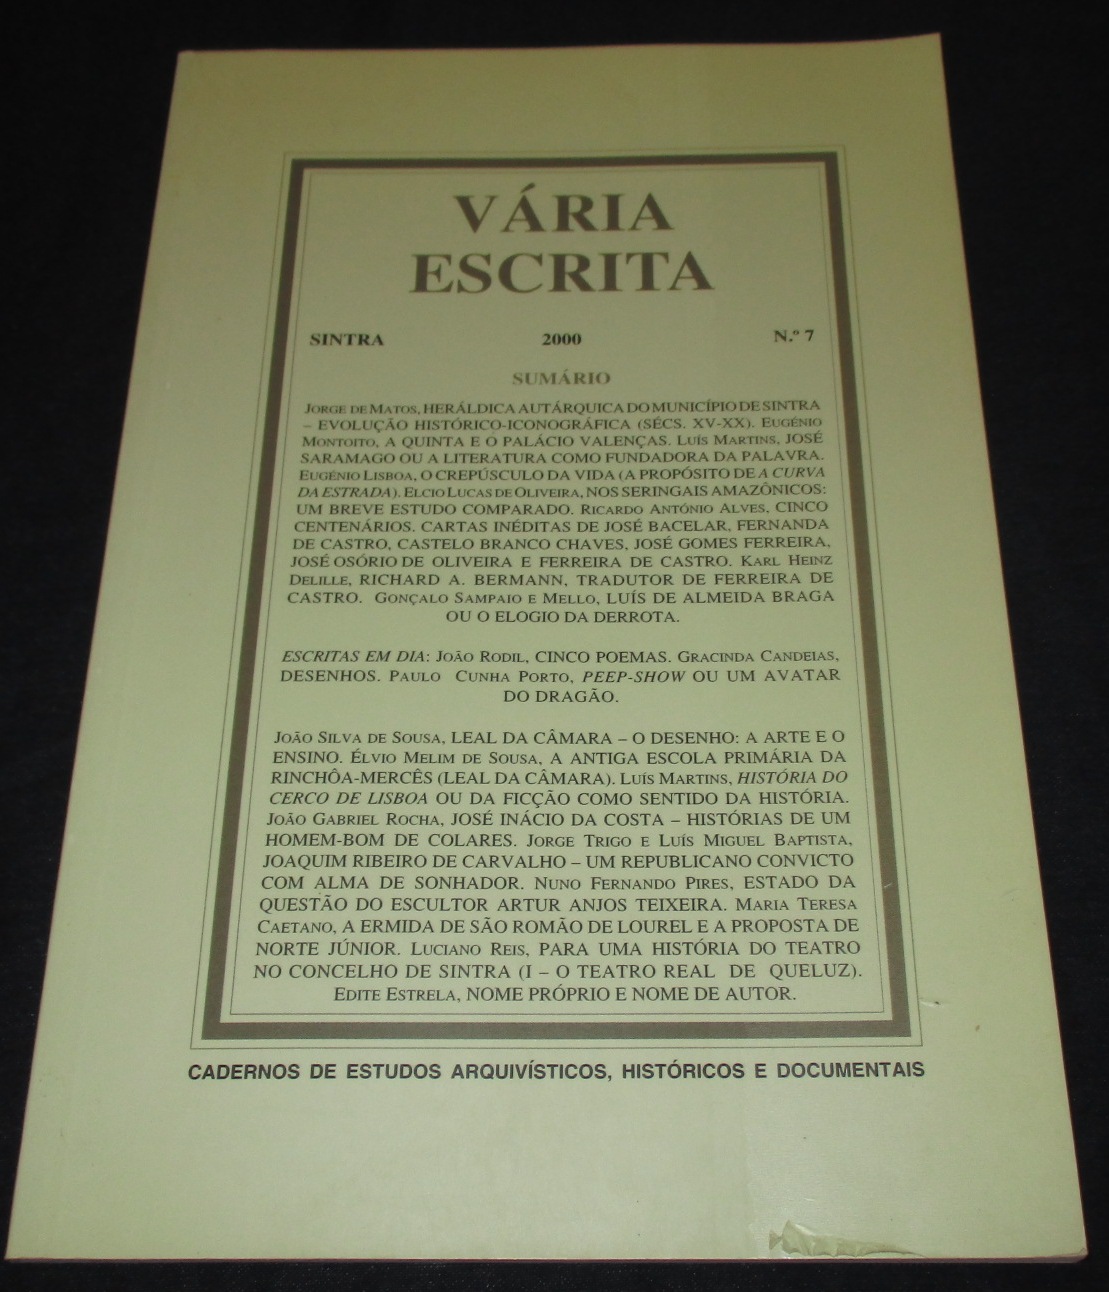 VÁRIA
ESCRITA
SINTRA 2000 N.º 7
SUMÁRIO
JORGE DE MATOS, HERÁLDICA AUTÁRQUICA DO MUNICÍPIO DE SINTRA
– EVOLUÇÃO HISTÓRICO-ICONOGRÁFICA (SÉCS. XV-XX). EUGÉNIO
MONTOITO, A QUINTA E O PALÁCIO VALENÇAS. LUÍS MARTINS, JOSÉ
SARAMAGO OU A LITERATURA COMO FUNDADORA DA PALAVRA.
EUGÉNIO LISBOA, O CREPÚSCULO DA VIDA (A PROPÓSITO DE A CURVA
DA ESTRADA). ELCIO LUCAS DE OLIVEIRA, NOS SERINGAIS AMAZÔNICOS:
UM BREVE ESTUDO COMPARADO. RICARDO ANTÓNIO ALVES, CINCO
CENTENÁRIOS. CARTAS INÉDITAS DE JOSÉ BACELAR, FERNANDA
DE CASTRO, CASTELO BRANCO CHAVES, JOSÉ GOMES FERREIRA,
JOSÉ OSÓRIO DE OLIVEIRA E FERREIRA DE CASTRO. KARL HEINZ
DELILLE, RICHARD A. BERMANN, TRADUTOR DE FERREIRA DE
CASTRO. GONÇALO SAMPAIO E MELLO, LUÍS DE ALMEIDA BRAGA
OU O ELOGIO DA DERROTA.
ESCRITAS EM DIA: JOÃO RODIL, CINCO POEMAS. GRACINDA CANDEIAS,
DESENHOS. PAULO CUNHA PORTO, PEEP-SHOW OU UM AVATAR
DO DRAGÃO.
JOÃO SILVA DE SOUSA, LEAL DA CÂMARA – O DESENHO: A ARTE E O
ENSINO. ÉLVIO MELIM DE SOUSA, A ANTIGA ESCOLA PRIMÁRIA DA
RINCHÔA-MERCÊS (LEAL DA CÂMARA). LUÍS MARTINS, HISTÓRIA DO
CERCO DE LISBOA OU DA FICÇÃO COMO SENTIDO DA HISTÓRIA.
JOÃO GABRIEL ROCHA, JOSÉ INÁCIO DA COSTA – HISTÓRIAS DE UM
HOMEM-BOM DE COLARES. JORGE TRIGO E LUÍS MIGUEL BAPTISTA,
JOAQUIM RIBEIRO DE CARVALHO – UM REPUBLICANO CONVICTO
COM ALMA DE SONHADOR. NUNO FERNANDO PIRES, ESTADO DA
QUESTÃO DO ESCULTOR ARTUR ANJOS TEIXEIRA. MARIA TERESA
CAETANO, A ERMIDA DE SÃO ROMÃO DE LOUREL E A PROPOSTA DE
NORTE JÚNIOR. LUCIANO REIS, PARA UMA HISTÓRIA DO TEATRO
NO CONCELHO DE SINTRA (I – O TEATRO REAL DE QUELUZ).
EDITE ESTRELA, NOME PRÓPRIO E NOME DE AUTOR.
CADERNOS DE ESTUDOS ARQUIVÍSTICOS, HISTÓRICOS E DOCUMENTAIS